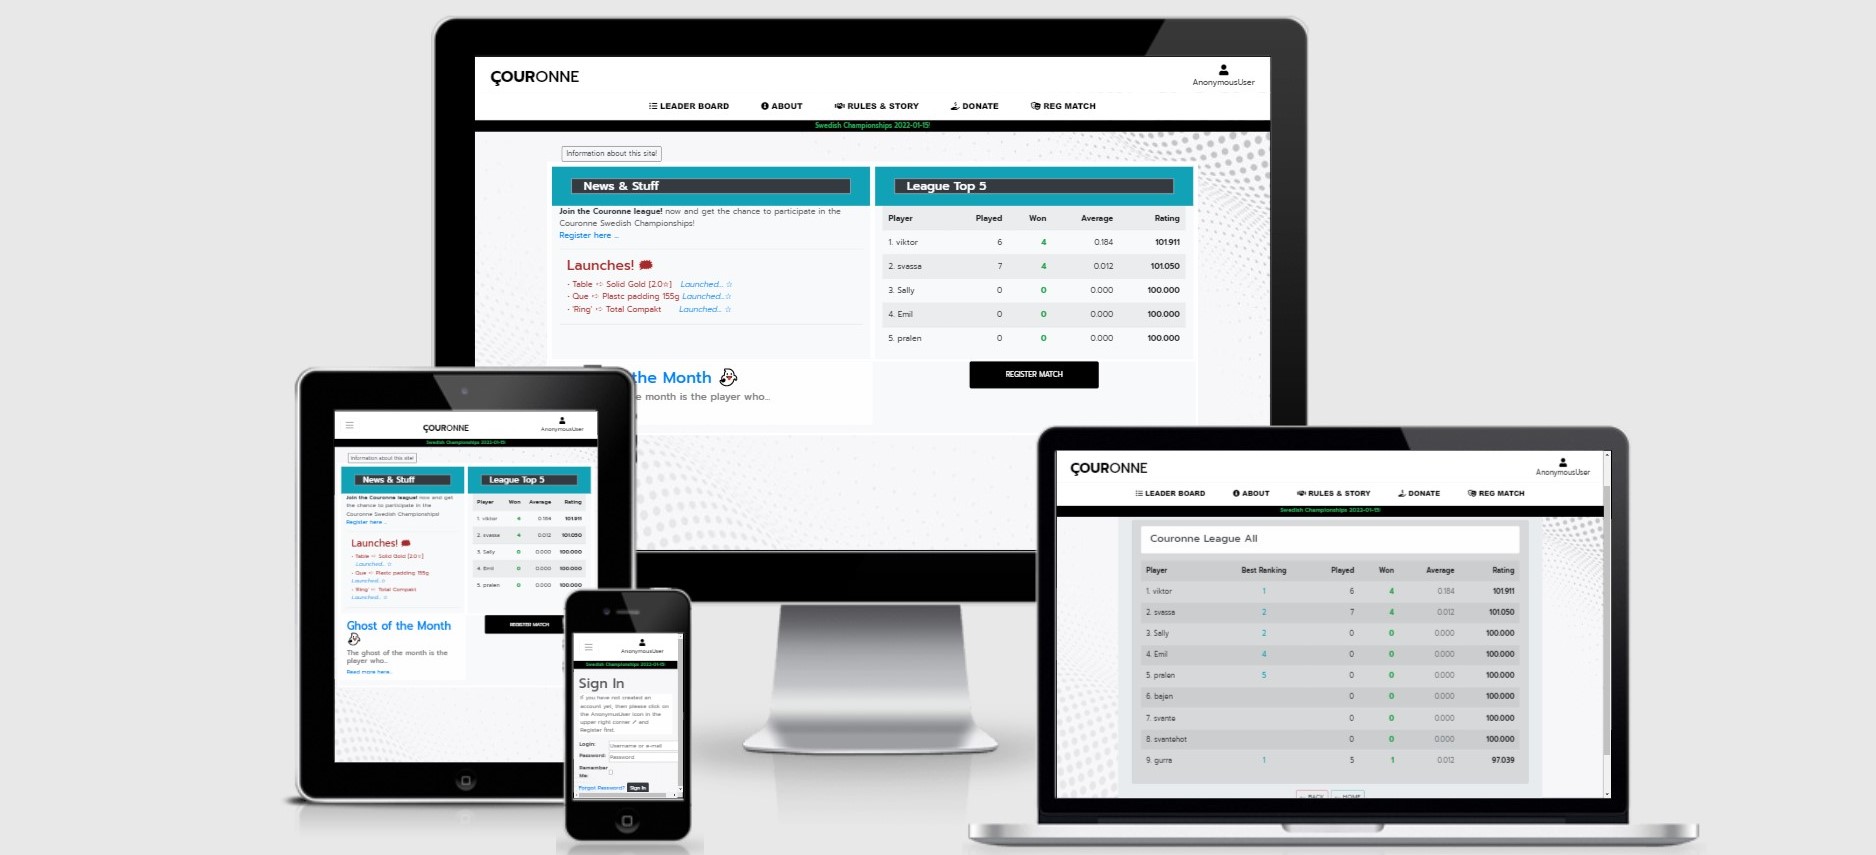 ÇOURONNE
AnonymousUser
LEADER BOARD ABOUT RULES & STORY DONATE REG MATCH
Swedish Championships 2022-01-15!
Information about this site!
News & Stuff
Join the Couronne league! now and get the chance to participate in the
Couronne Swedish Championships!
Register here ...
Launches!
- Table ➪ Solid Gold [2.0☆] Launched... ☆
- Que ➪ Plastc padding 155g Launched...☆
- 'Ring' ➪ Total Compakt Launched... ☆
League Top 5
Player Played Won Average Rating
1. viktor 6 4 0.184 101.911
2. svassa 7 4 0.012 101.050
3. Sally 0 0 0.000 100.000
4. Emil 0 0 0.000 100.000
5. pralen 0 0 0.000 100.000
the Month
e month is the player who...
REGISTER MATCH
ÇOURONNE
AnonymousUser
Swedish Championships 2022-01-15!
Information about this site!
News & Stuff
Join the Couronne league! now and get
the chance to participate in the
Couronne Swedish Championships!
Register here ...
Launches!
- Table ➪ Solid Gold [2.0☆]
Launched... ☆
- Que ➪ Plastc padding 155g
Launched...☆
- 'Ring' ➪ Total Compakt
Launched... ☆
Ghost of the Month
The ghost of the month is the
player who...
Read more here...
League Top 5
Player Won Average Rating
1. viktor 4 0.184 101.911
2. svassa 4 0.012 101.050
3. Sally 0 0.000 100.000
4. Emil 0 0.000 100.000
5. pralen 0 0.000 100.000
REGISTER MATCH
AnonymousUser
Swedish Championships 2022-01-15!
Sign In
If you have not created an
account yet, then please click on
the AnonymusUser icon in the
upper right corner ↗ and
Register first.
Login: Username or e-mail
Password: Password
Remember
Me:
Forgot Password? Sign In
ÇOURONNE
AnonymousUser
LEADER BOARD ABOUT RULES & STORY DONATE REG MATCH
Swedish Championships 2022-01-15!
Couronne League All
Player Best Ranking Played Won Average Rating
1. viktor 1 6 4 0.184 101.911
2. svassa 2 7 4 0.012 101.050
3. Sally 2 0 0 0.000 100.000
4. Emil 4 0 0 0.000 100.000
5. pralen 5 0 0 0.000 100.000
6. bajen 0 0 0.000 100.000
7. svante 0 0 0.000 100.000
8. svantehot 0 0 0.000 100.000
9. gurra 1 5 1 0.012 97.039
BACK HOME